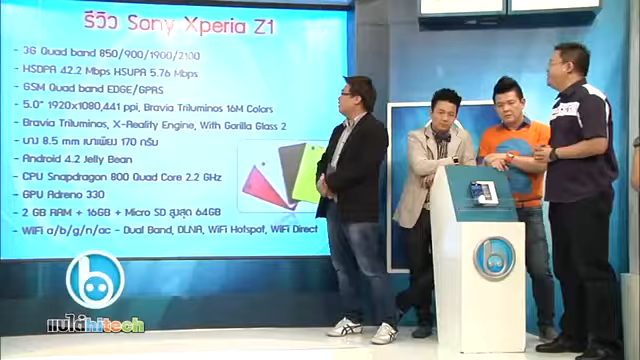 รีวิว Sony Xperia Z1
- 3G Quad band 850/900/1900/2100
- HSDPA 42.2 Mbps HSUPA 5.76 Mbps
- GSM Quad band EDGE/GPRS
- 5.0" 1920x1080,441 ppi, Bravia Triluminos 16M Colors
- Bravia Triluminos, X-Reality Engine, With Gorilla Glass 2
- บาง 8.5 mm เบาเพียง 170 กรัม
- Android 4.2 Jelly Bean
- CPU Snapdragon 800 Quad Core 2.2 GHz
- GPU Adreno 330
- 2 GB RAM + 16GB + Micro SD สูงสุด 64GB
- WiFi a/b/g/n/ac - Dual Band, DLNA, WiFi Hotspot, WiFi Direct
แบไต๋hitech